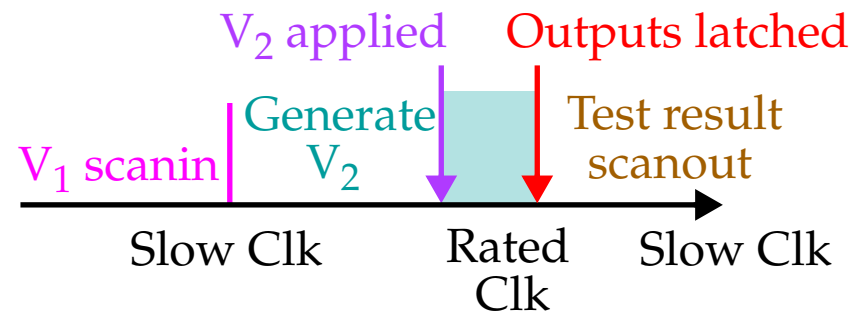 V₂ applied
Outputs latched
V₁ scanin
Generate
V₂
Test result
scanout
Slow Clk
Rated
Clk
Slow Clk